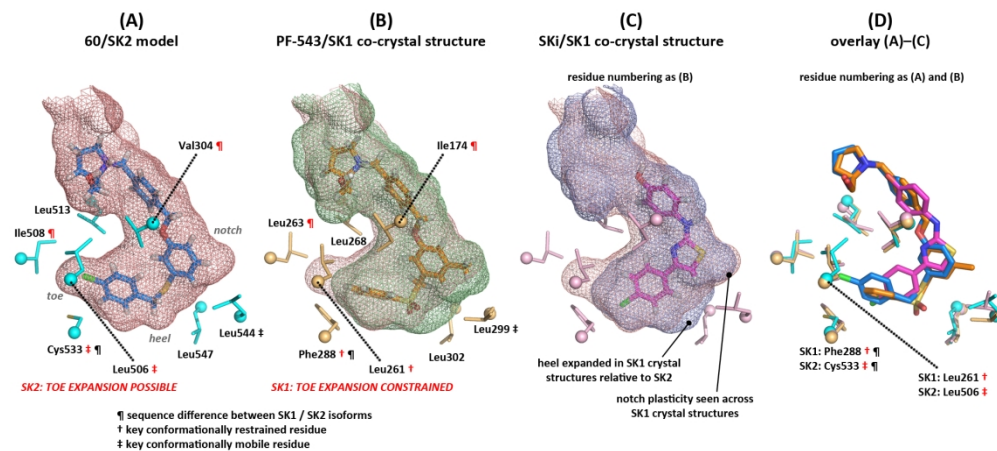 (A)
60/SK2 model
Val304 ¶
Leu513
Ile508 ¶
notch
toe
heel
Leu544 ‡
Cys533 ‡ ¶
Leu547
Leu506 ‡
SK2: TOE EXPANSION POSSIBLE
(B)
PF-543/SK1 co-crystal structure
Ile174 ¶
Leu263 ¶
Leu268
Leu299 ‡
Phe288 † ¶
Leu302
Leu261 †
SK1: TOE EXPANSION CONSTRAINED
(C)
SKi/SK1 co-crystal structure
residue numbering as (B)
heel expanded in SK1 crystal
structures relative to SK2
notch plasticity seen across
SK1 crystal structures
(D)
overlay (A)–(C)
residue numbering as (A) and (B)
SK1: Phe288 † ¶
SK2: Cys533 ‡ ¶
SK1: Leu261 †
SK2: Leu506 ‡
¶ sequence difference between SK1 / SK2 isoforms
† key conformationally restrained residue
‡ key conformationally mobile residue